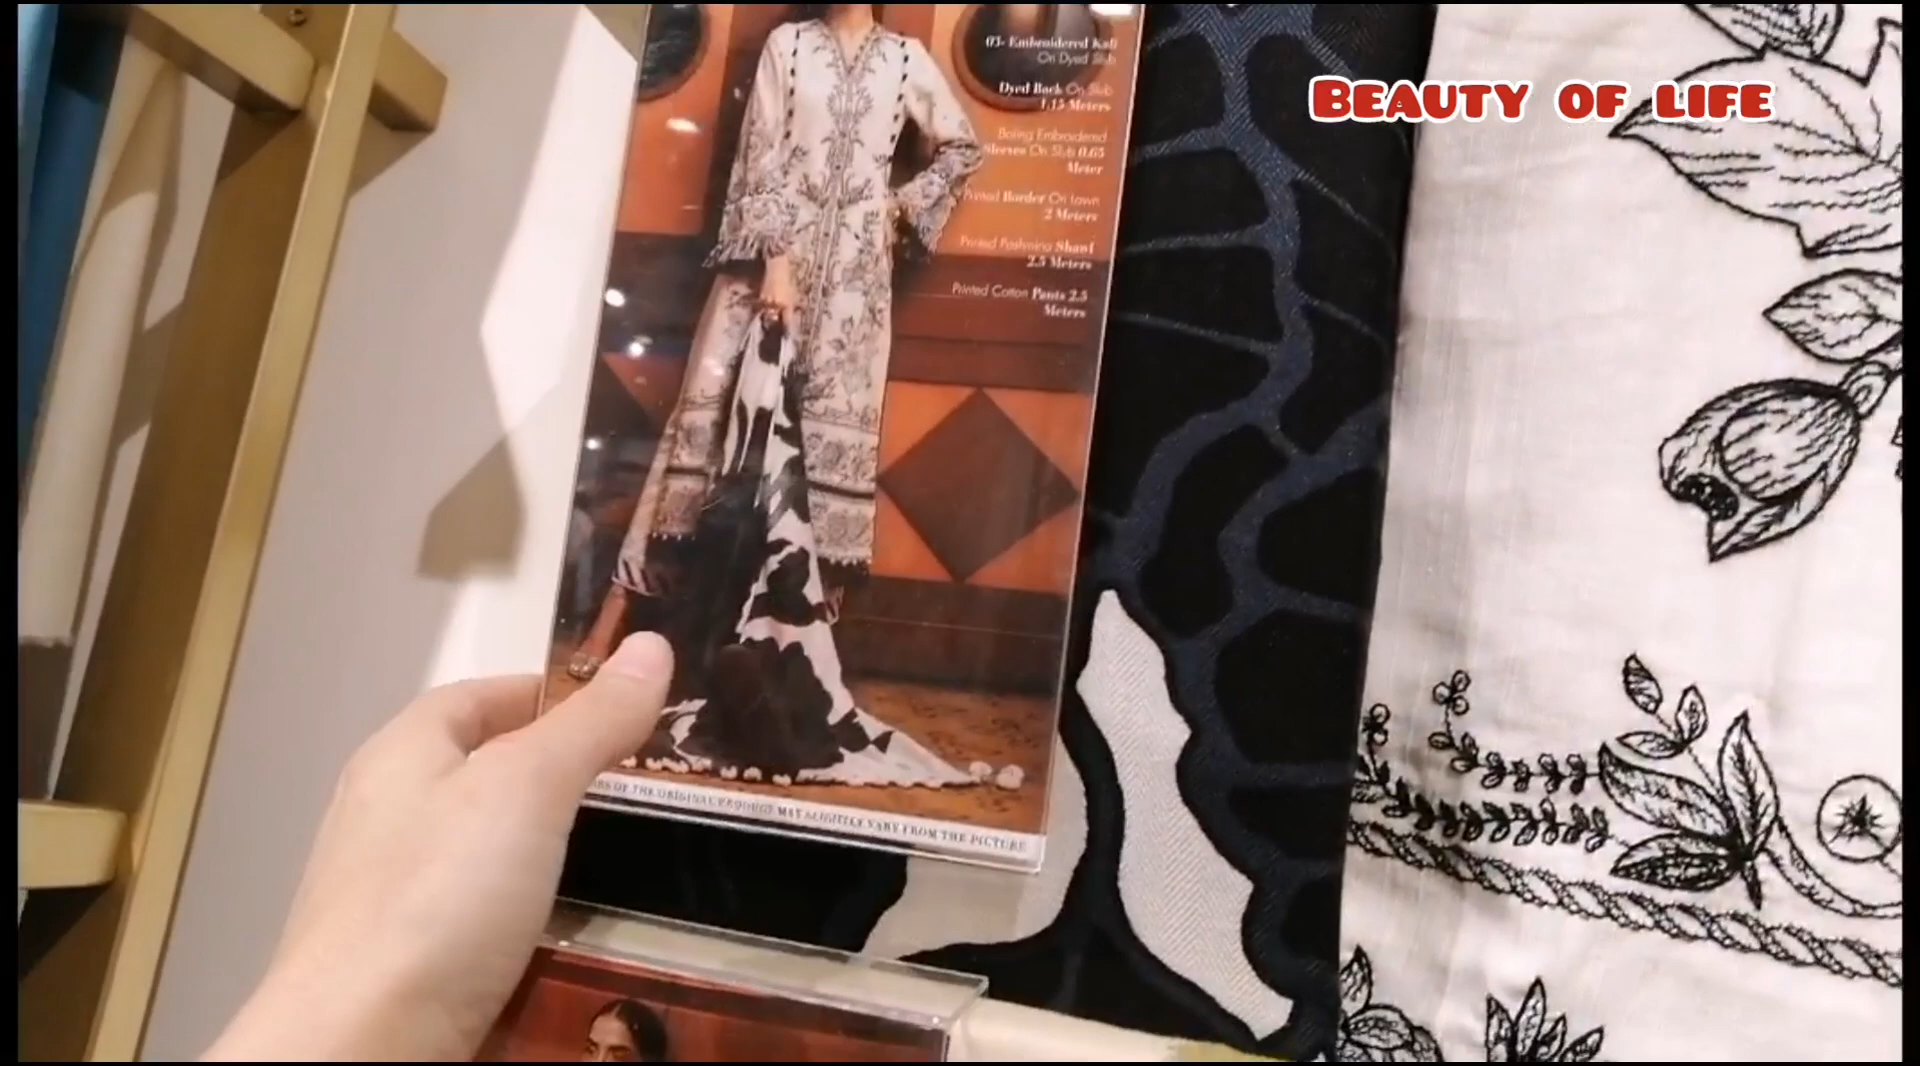 BEAUTY OF LIFE
03- Embroidered Kali
On Dyed Slub
Dyed Back On Slub
1.15 Meters
Boring Embroidered
Sleeves On Slub 0.65
Meter
Printed Border On Lawn
2 Meters
Printed Pashmina Shawl
2.5 Meters
Printed Cotton Pants 2.5
Meters
OF THE ORIGINAL PRODUCT MAY SLIGHTLY VARY FROM THE PICTURE